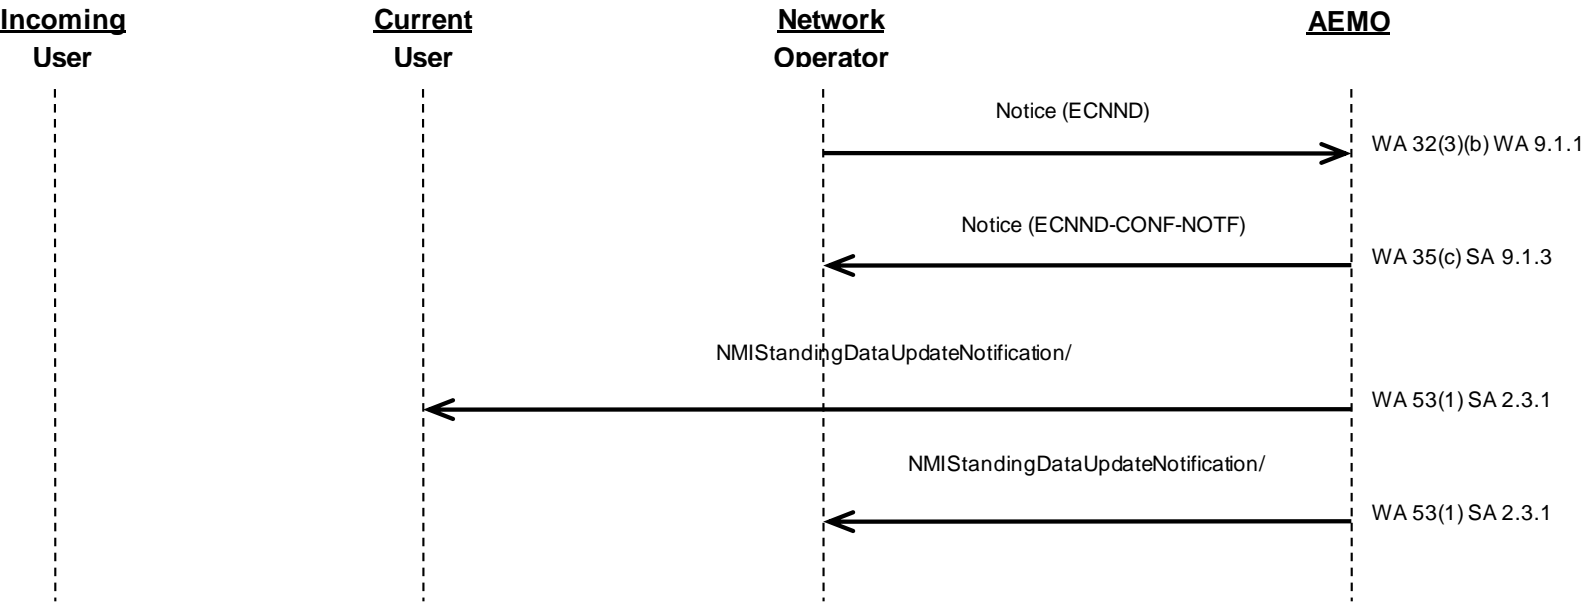 Incoming User
Current User
Network Operator
AEMO
Notice (ECNND)
WA 32(3)(b) WA 9.1.1
Notice (ECNND-CONF-NOTF)
WA 35(c) SA 9.1.3
NMIStandingDataUpdateNotification/
WA 53(1) SA 2.3.1
NMIStandingDataUpdateNotification/
WA 53(1) SA 2.3.1